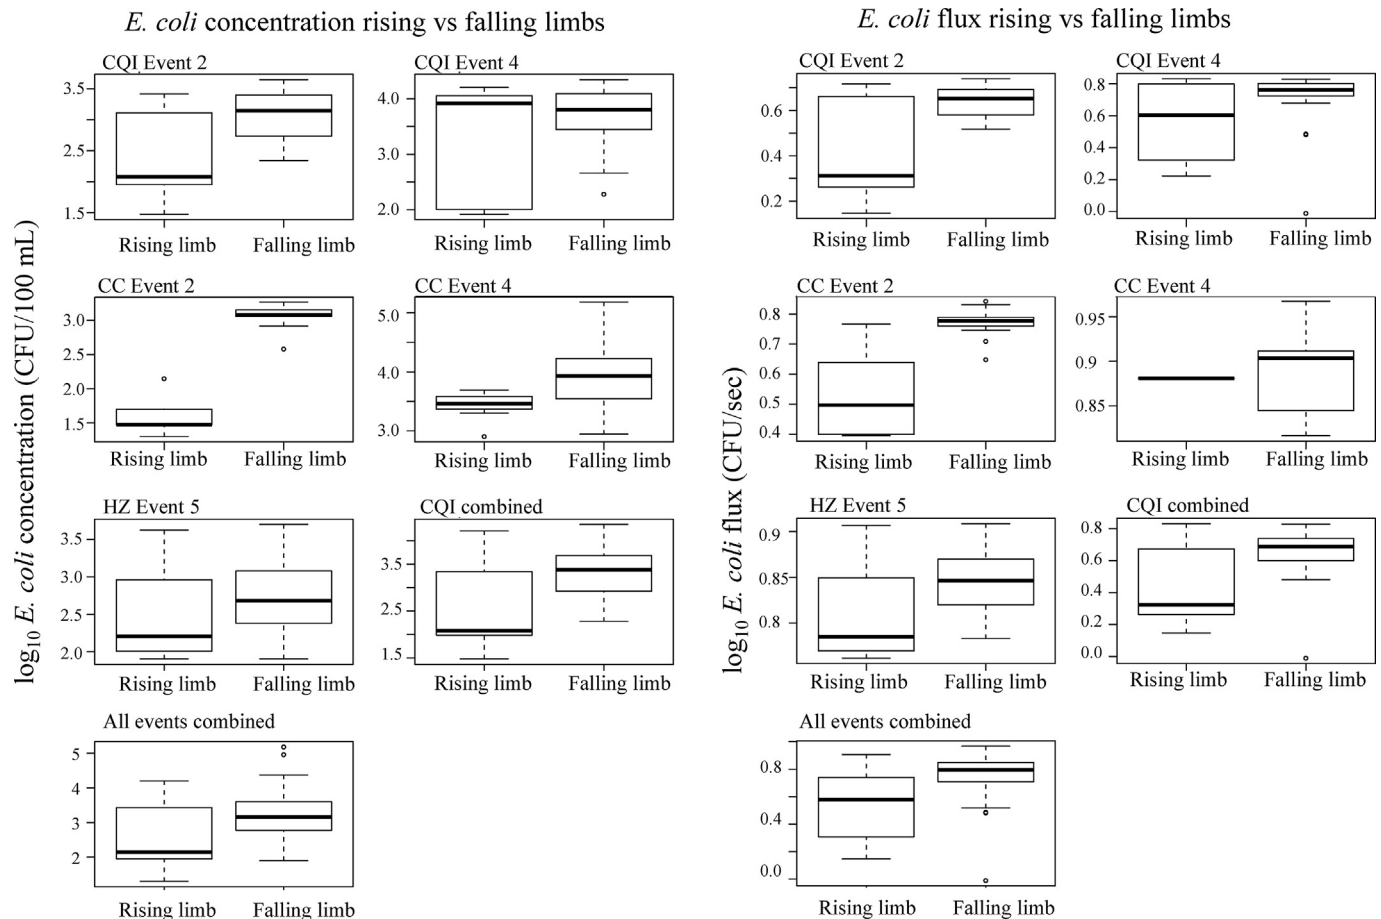 E. coli concentration rising vs falling limbs
E. coli flux rising vs falling limbs
log10 E. coli concentration (CFU/100 mL)
CQI Event 2
3.5
2.5
1.5
Rising limb
Falling limb
CQI Event 4
4.0
3.0
2.0
Rising limb
Falling limb
CC Event 2
3.0
2.5
2.0
1.5
Rising limb
Falling limb
CC Event 4
5.0
4.0
3.0
Rising limb
Falling limb
HZ Event 5
3.5
3.0
2.5
2.0
Rising limb
Falling limb
CQI combined
3.5
2.5
1.5
Rising limb
Falling limb
All events combined
5
4
3
2
Rising limb
Falling limb
log10 E. coli flux (CFU/sec)
CQI Event 2
0.6
0.4
0.2
Rising limb
Falling limb
CQI Event 4
0.8
0.6
0.4
0.2
0.0
Rising limb
Falling limb
CC Event 2
0.8
0.7
0.6
0.5
0.4
Rising limb
Falling limb
CC Event 4
0.95
0.9
0.85
Rising limb
Falling limb
HZ Event 5
0.9
0.85
0.8
Rising limb
Falling limb
CQI combined
0.8
0.6
0.4
0.2
0.0
Rising limb
Falling limb
All events combined
0.8
0.4
0.0
Rising limb
Falling limb